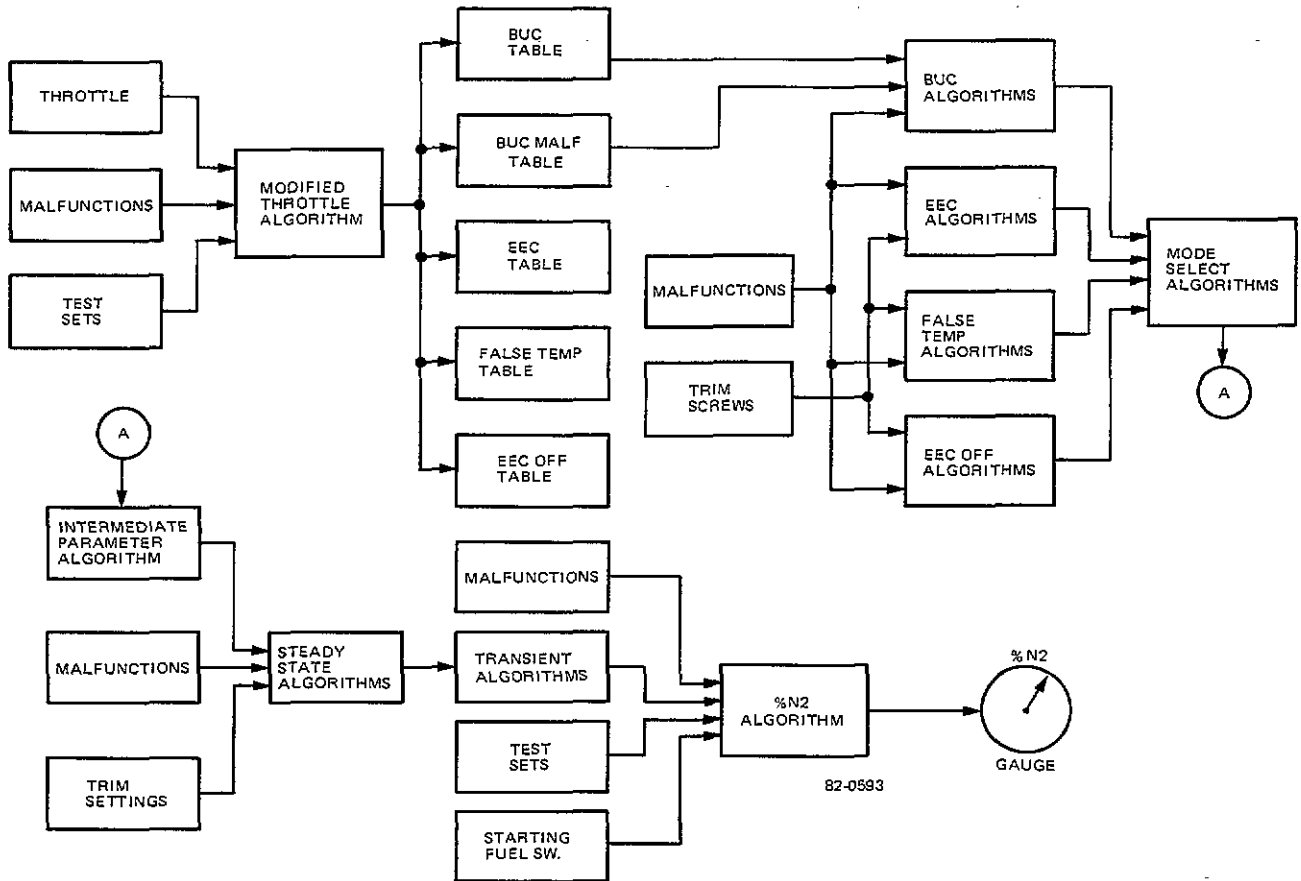 THROTTLE
MALFUNCTIONS
TEST
SETS
MODIFIED
THROTTLE
ALGORITHM
BUC
TABLE
BUC MALF
TABLE
EEC
TABLE
FALSE TEMP
TABLE
EEC OFF
TABLE
MALFUNCTIONS
TRIM
SCREWS
BUC
ALGORITHMS
EEC
ALGORITHMS
FALSE
TEMP
ALGORITHMS
EEC OFF
ALGORITHMS
MODE
SELECT
ALGORITHMS
A
A
INTERMEDIATE
PARAMETER
ALGORITHM
MALFUNCTIONS
TRIM
SETTINGS
STEADY
STATE
ALGORITHMS
MALFUNCTIONS
TRANSIENT
ALGORITHMS
TEST
SETS
STARTING
FUEL SW.
%N2
ALGORITHM
82-0593
%N2
GAUGE